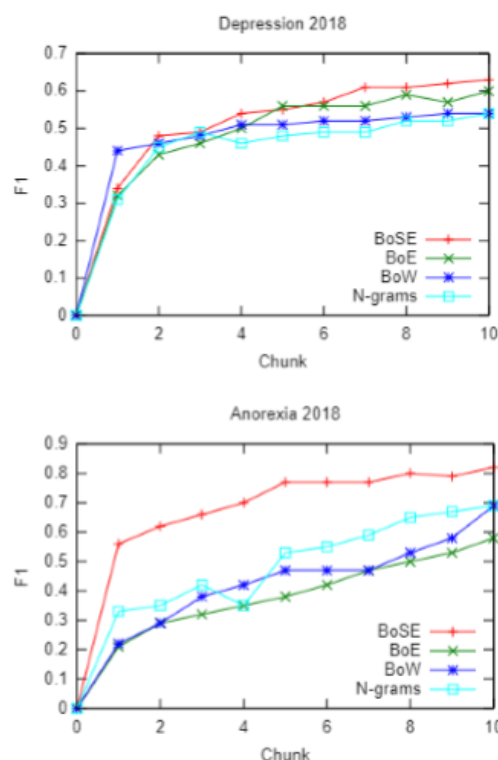 Depression 2018
0.7
0.6
0.5
0.4
0.3
0.2
0.1
0
F1
BoSE
BoE
BoW
N-grams
0 2 4 6 8 10
Chunk
Anorexia 2018
0.9
0.8
0.7
0.6
0.5
0.4
0.3
0.2
0.1
0
F1
BoSE
BoE
BoW
N-grams
0 2 4 6 8 10
Chunk